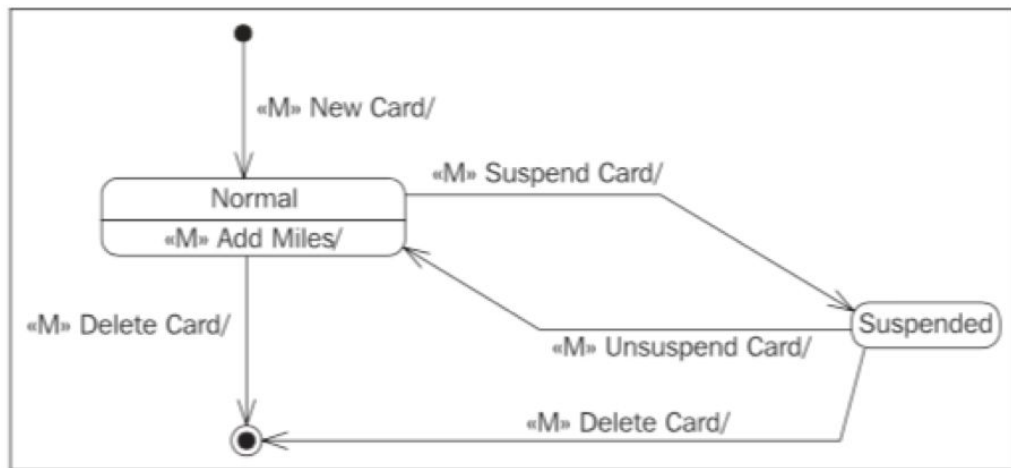 «M» New Card/
«M» Suspend Card/
Normal
«M» Add Miles/
«M» Delete Card/
Suspended
«M» Unsuspend Card/
«M» Delete Card/